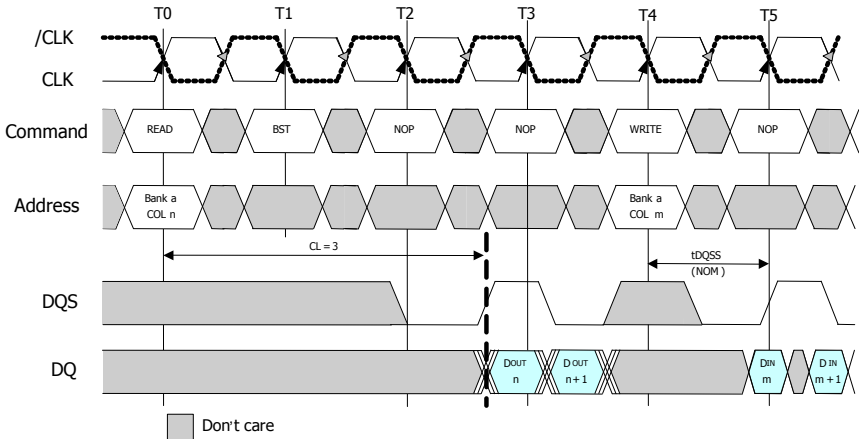 T0 T1 T2 T3 T4 T5
/CLK
CLK
Command READ BST NOP NOP WRITE NOP
Address Bank a COL n Bank a COL m
CL = 3
tDQSS (NOM)
DQS
DQ DOUT n DOUT n+1 DIN m DIN m+1
Don't care